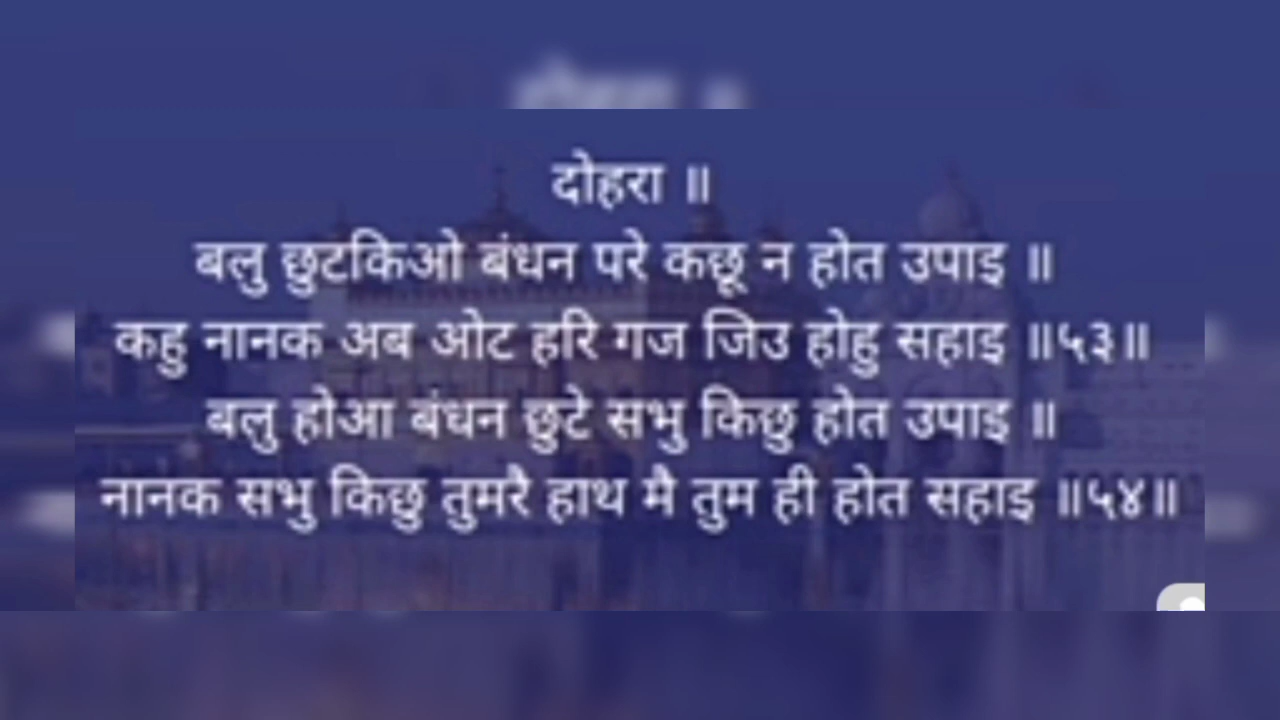 दोहरा ॥
बलु छुटकिओ बंधन परे कछू न होत उपाइ ॥
कहु नानक अब ओट हरि गज जिउ होहु सहाइ ॥५३॥
बलु होआ बंधन छुटे सभु किछु होत उपाइ ॥
नानक सभु किछु तुमरै हाथ मै तुम ही होत सहाइ ॥५४॥